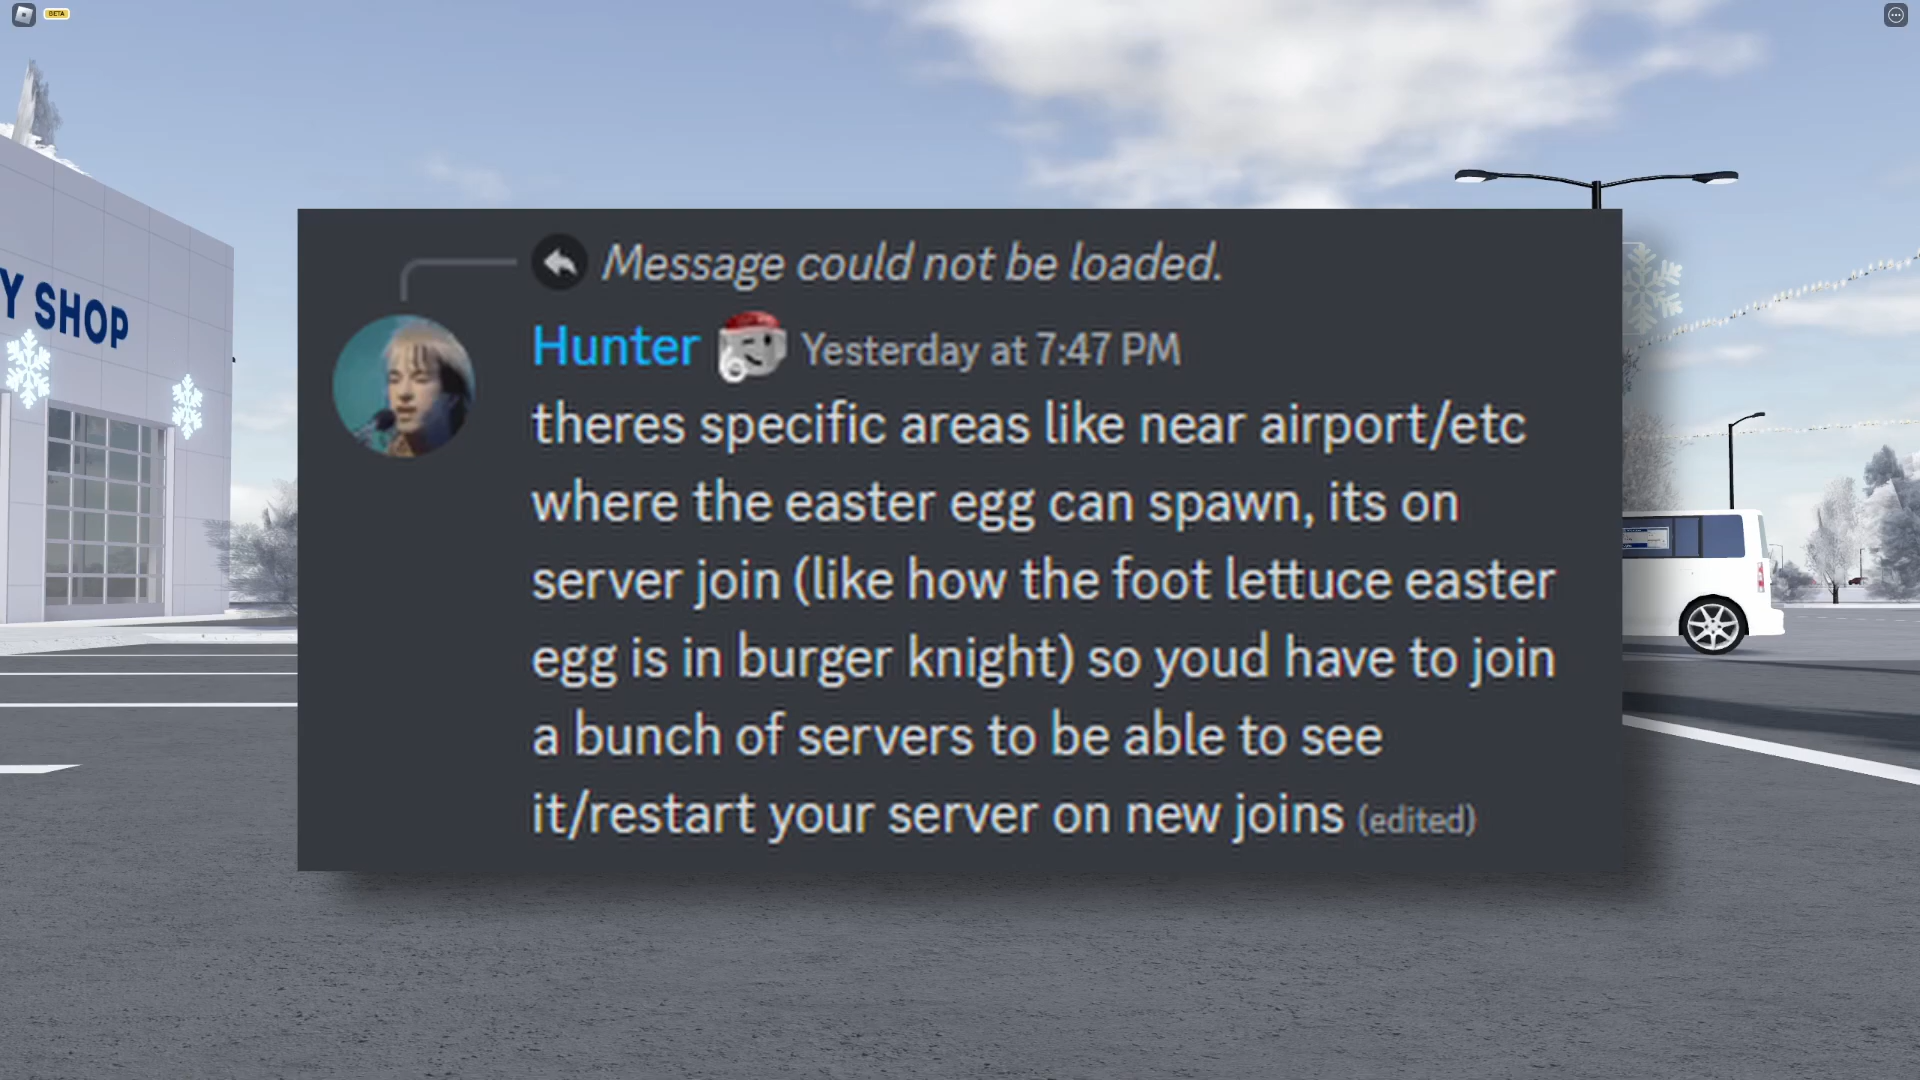 BETA
Y SHOP
Message could not be loaded.
Hunter Yesterday at 7:47 PM
theres specific areas like near airport/etc
where the easter egg can spawn, its on
server join (like how the foot lettuce easter
egg is in burger knight) so youd have to join
a bunch of servers to be able to see
it/restart your server on new joins (edited)